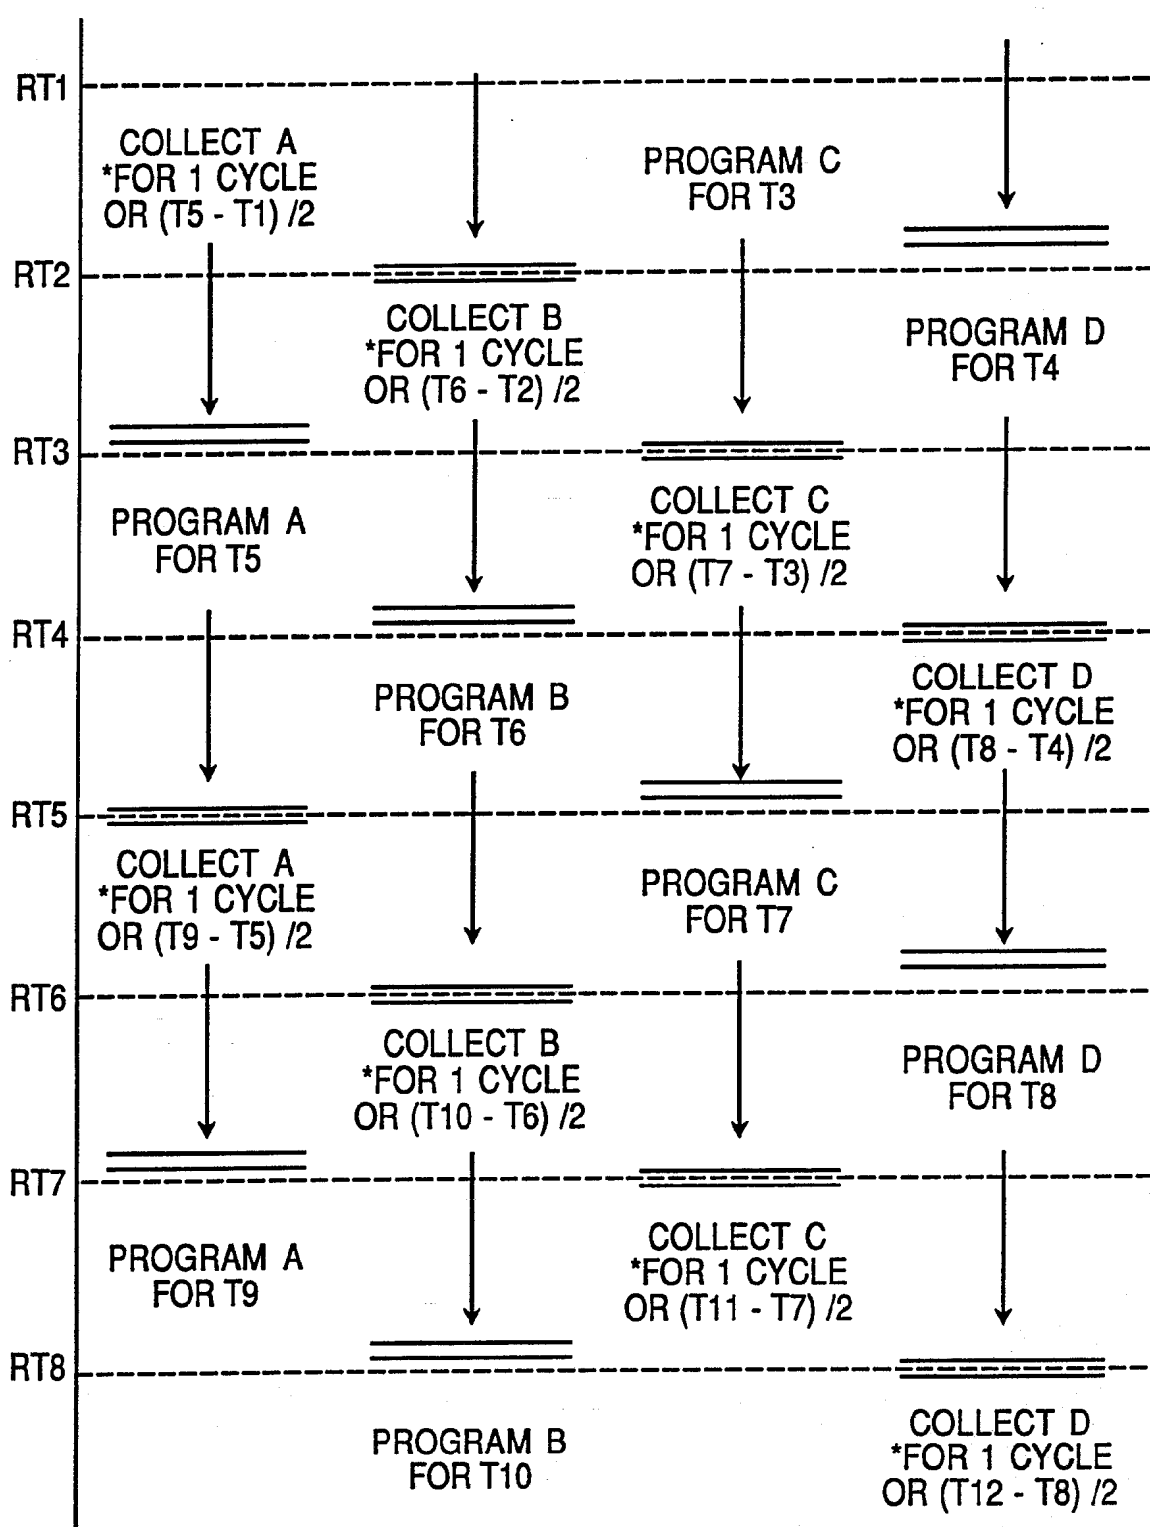 RT1
COLLECT A
*FOR 1 CYCLE
OR (T5 - T1) /2
PROGRAM C
FOR T3
RT2
COLLECT B
*FOR 1 CYCLE
OR (T6 - T2) /2
PROGRAM D
FOR T4
RT3
PROGRAM A
FOR T5
COLLECT C
*FOR 1 CYCLE
OR (T7 - T3) /2
RT4
PROGRAM B
FOR T6
COLLECT D
*FOR 1 CYCLE
OR (T8 - T4) /2
RT5
COLLECT A
*FOR 1 CYCLE
OR (T9 - T5) /2
PROGRAM C
FOR T7
RT6
COLLECT B
*FOR 1 CYCLE
OR (T10 - T6) /2
PROGRAM D
FOR T8
RT7
PROGRAM A
FOR T9
COLLECT C
*FOR 1 CYCLE
OR (T11 - T7) /2
RT8
PROGRAM B
FOR T10
COLLECT D
*FOR 1 CYCLE
OR (T12 - T8) /2